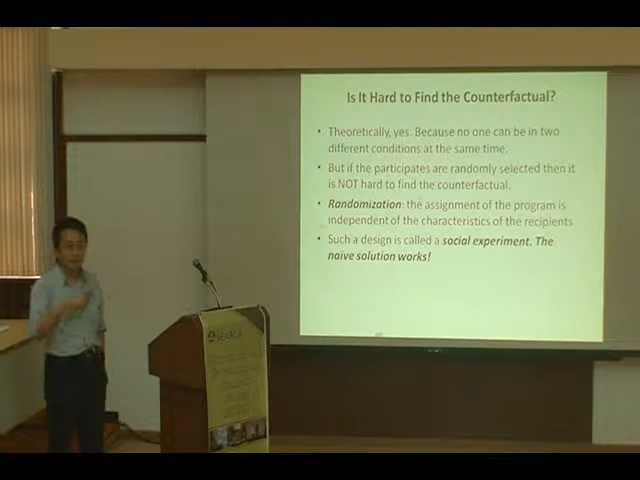 Is It Hard to Find the Counterfactual?
• Theoretically, yes. Because no one can be in two
different conditions at the same time.
• But if the participates are randomly selected then it
is NOT hard to find the counterfactual.
• Randomization: the assignment of the program is
independent of the characteristics of the recipients
• Such a design is called a social experiment. The
naïve solution works!
SEARCA